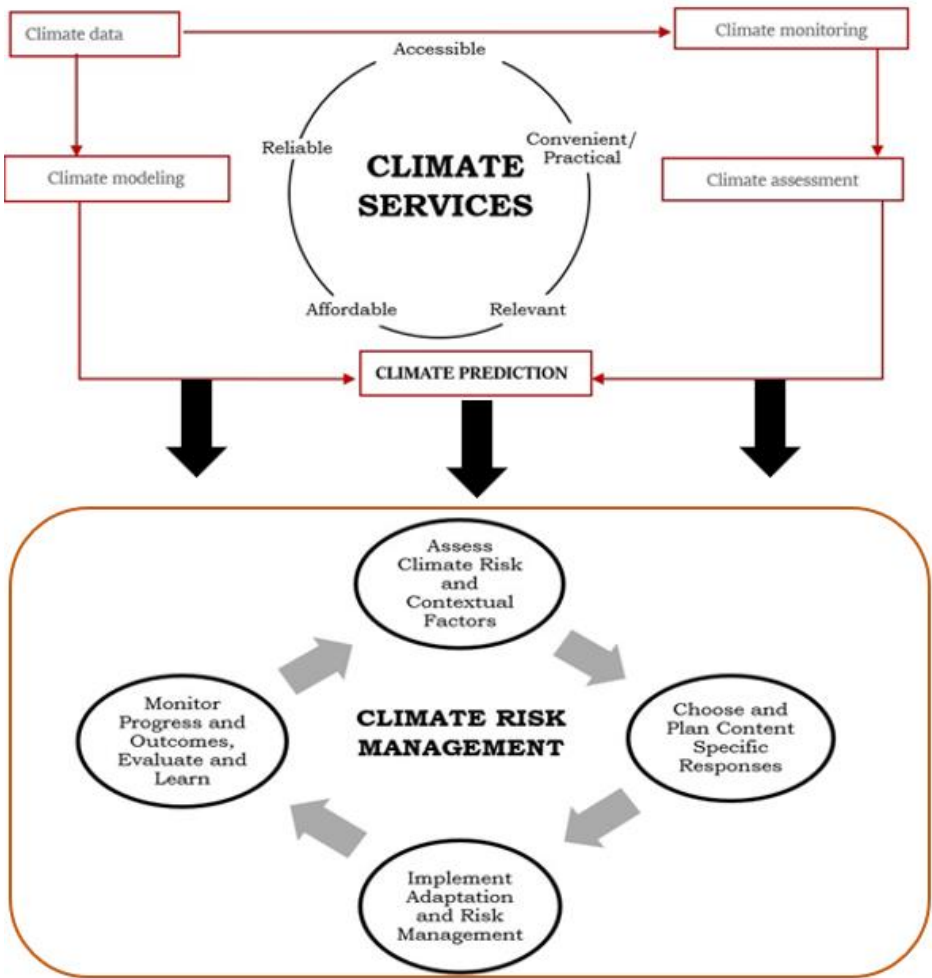 Climate data
Climate monitoring
Accessible
Reliable
Convenient/
Practical
CLIMATE
SERVICES
Climate modeling
Climate assessment
Affordable
Relevant
CLIMATE PREDICTION
Assess
Climate Risk
and
Contextual
Factors
Monitor
Progress and
Outcomes,
Evaluate and
Learn
CLIMATE RISK
MANAGEMENT
Choose and
Plan Content
Specific
Responses
Implement
Adaptation
and Risk
Management